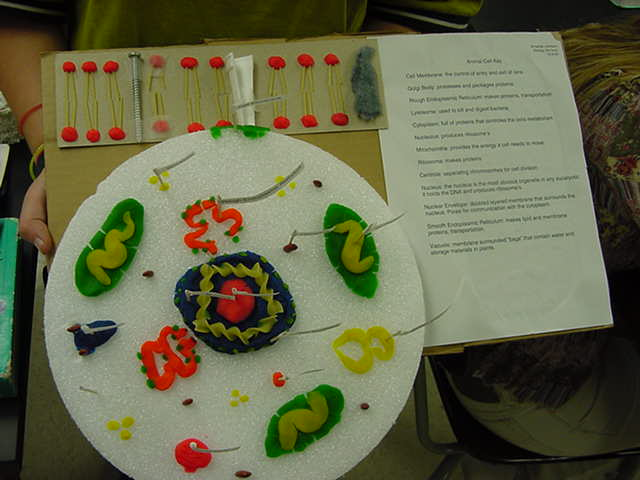 Animal Cell Key
Cell Membrane: the control of entry and exit of ions
Golgi Body: processes and packages proteins
Rough Endoplasmic Reticulum: makes proteins, transportation
Lysosome: used to kill and digest bacteria
Cytoplasm: full of proteins that controls the cells metabolism
Nucleolus: produces ribosome's
Mitochondria: provides the energy a cell needs to move
Ribosome: makes proteins
Centriole: separating chromosomes for cell division
Nucleus: the nucleus is the most obvious organelle in any eucaryotic
it holds the DNA and produces ribosome's.
Nuclear Envelope: doubled layered membrane that surrounds the
nucleus. Pores for communication with the cytoplasm.
Smooth Endoplasmic Reticulum: makes lipid and membrane
proteins, transportation.
Vacuole: membrane surrounded "bags" that contain water and
storage materials in plants.